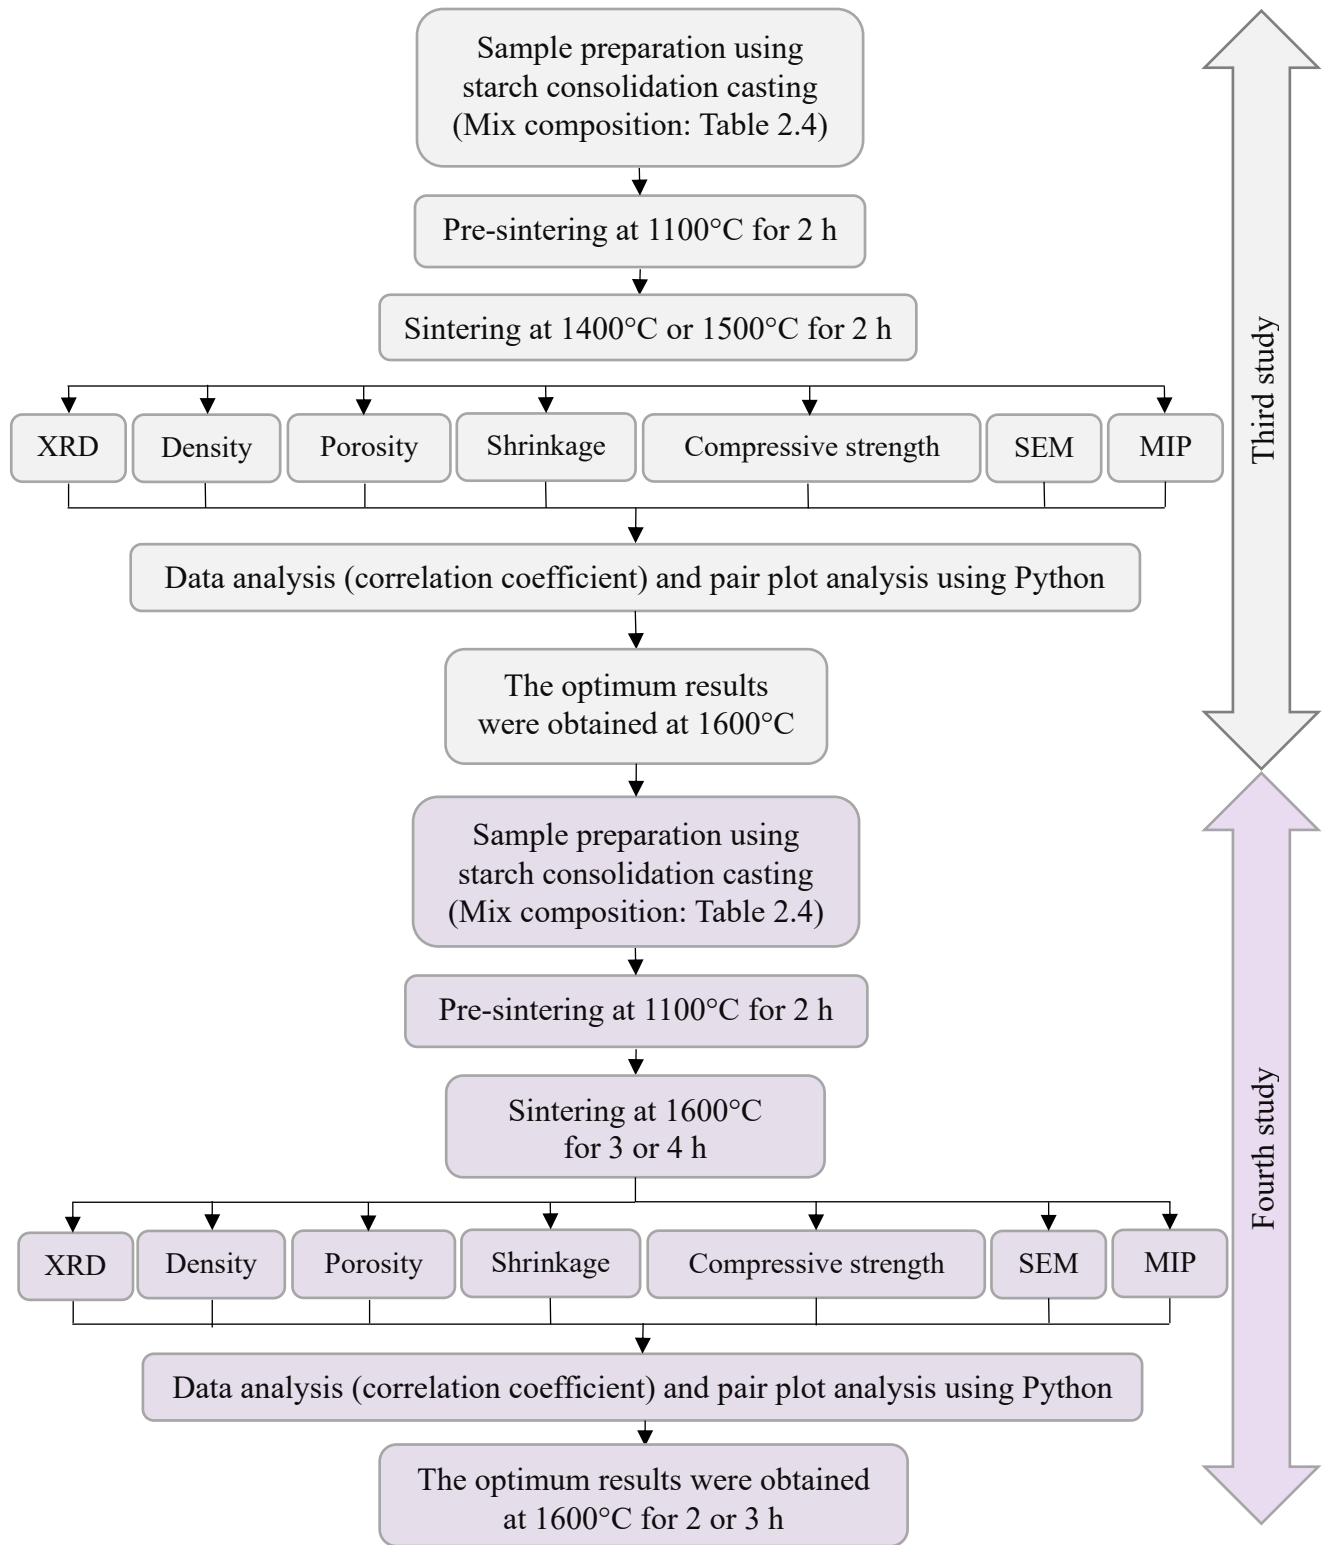 Sample preparation using
starch consolidation casting
(Mix composition: Table 2.4)
Pre-sintering at 1100°C for 2 h
Sintering at 1400°C or 1500°C for 2 h
XRD
Density
Porosity
Shrinkage
Compressive strength
SEM
MIP
Data analysis (correlation coefficient) and pair plot analysis using Python
The optimum results
were obtained at 1600°C
Third study
Sample preparation using
starch consolidation casting
(Mix composition: Table 2.4)
Pre-sintering at 1100°C for 2 h
Sintering at 1600°C
for 3 or 4 h
XRD
Density
Porosity
Shrinkage
Compressive strength
SEM
MIP
Data analysis (correlation coefficient) and pair plot analysis using Python
The optimum results were obtained
at 1600°C for 2 or 3 h
Fourth study